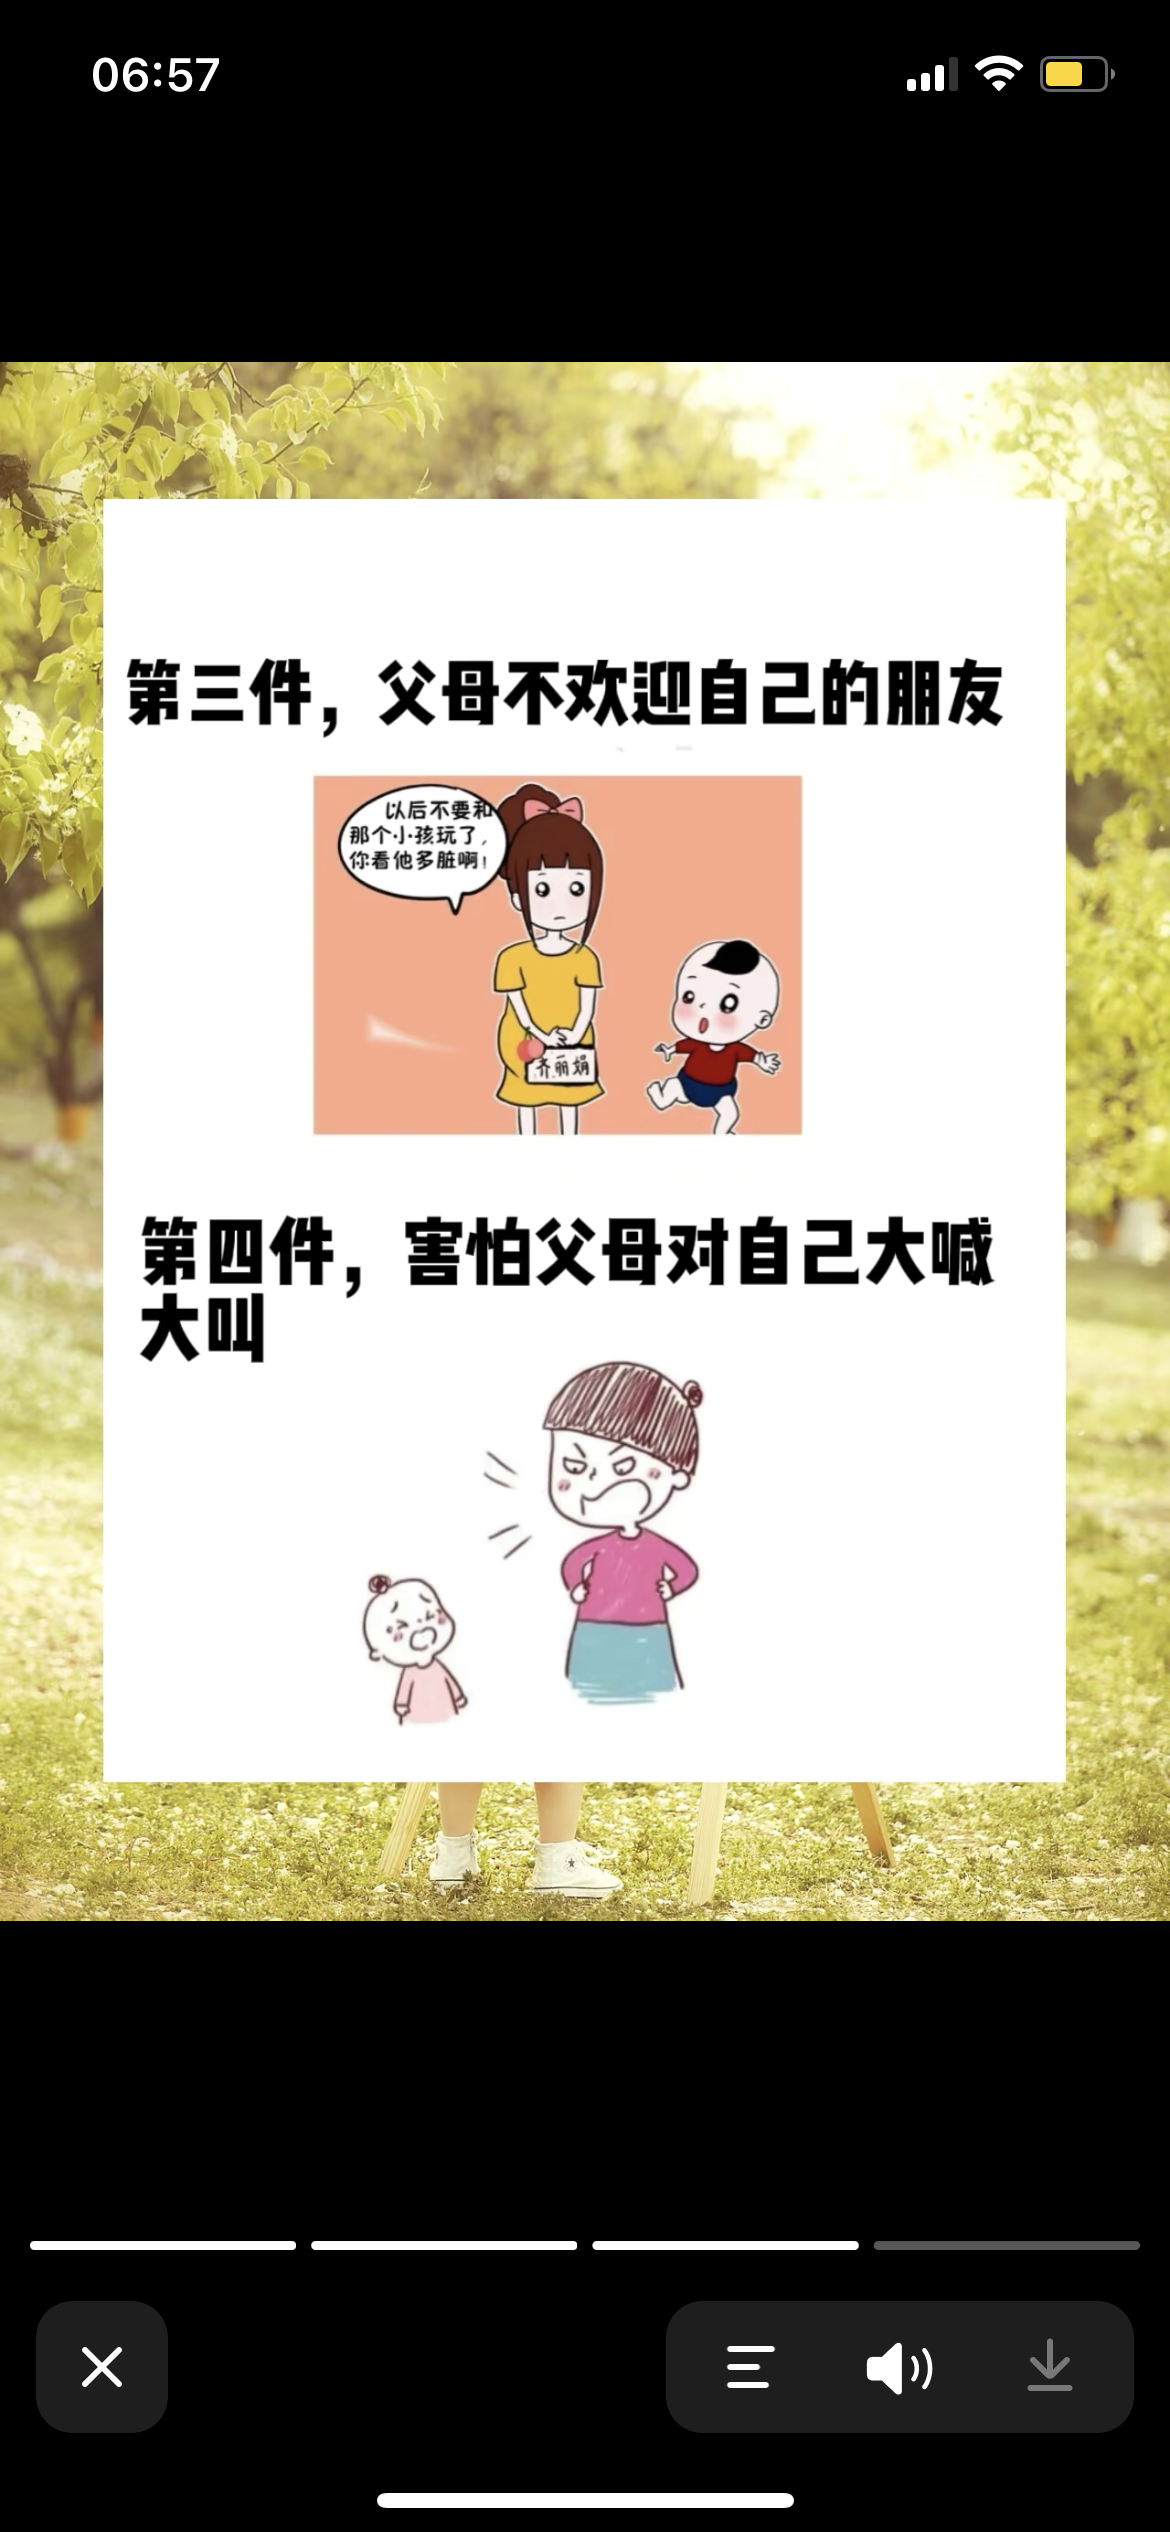 06:57
第三件，父母不欢迎自己的朋友
以后不要和
那个小孩玩了，
你看他多脏啊！
齐丽娟
第四件，害怕父母对自己大喊
大叫